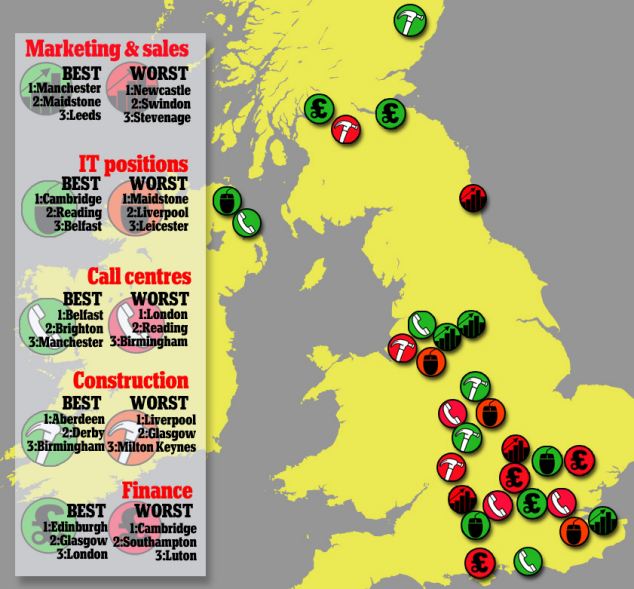 Marketing & sales
BEST
1:Manchester
2:Maidstone
3:Leeds
WORST
1:Newcastle
2:Swindon
3:Stevenage
IT positions
BEST
1:Cambridge
2:Reading
3:Belfast
WORST
1:Maidstone
2:Liverpool
3:Leicester
Call centres
BEST
1:Belfast
2:Brighton
3:Manchester
WORST
1:London
2:Reading
3:Birmingham
Construction
BEST
1:Aberdeen
2:Derby
3:Birmingham
WORST
1:Liverpool
2:Glasgow
3:Milton Keynes
Finance
BEST
1:Edinburgh
2:Glasgow
3:London
WORST
1:Cambridge
2:Southampton
3:Luton
£
£
£
£
£
£